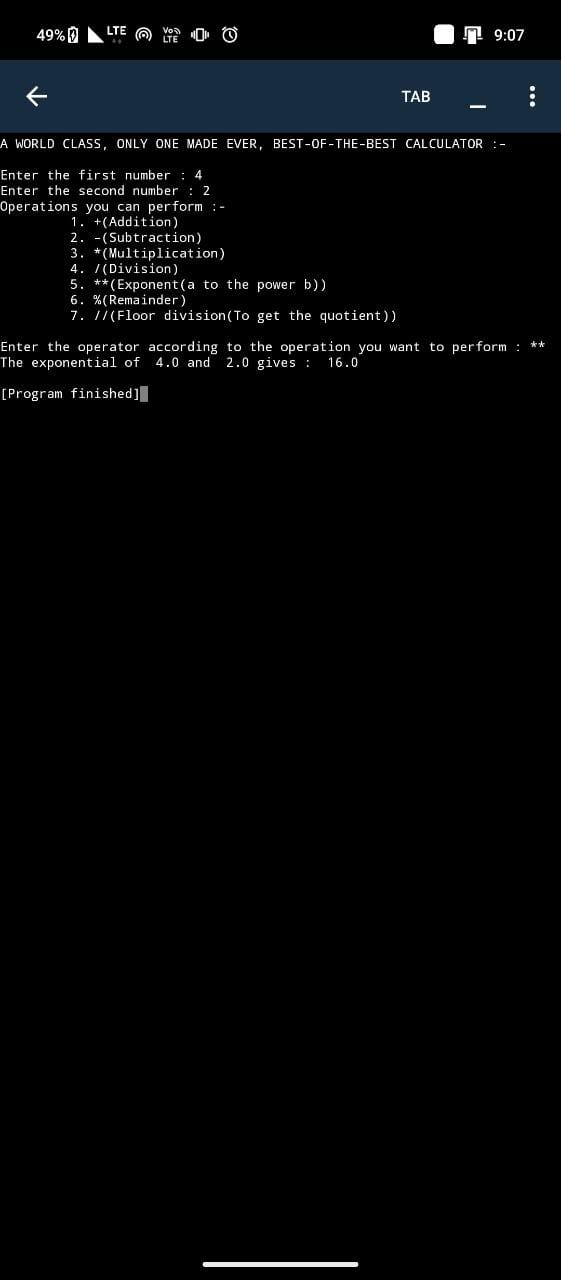 49% LTE Vo) LTE 9:07
TAB
A WORLD CLASS, ONLY ONE MADE EVER, BEST-OF-THE-BEST CALCULATOR :-
Enter the first number : 4
Enter the second number : 2
Operations you can perform :-
1. +(Addition)
2. -(Subtraction)
3. *(Multiplication)
4. /(Division)
5. **(Exponent(a to the power b))
6. %(Remainder)
7. //(Floor division(To get the quotient))
Enter the operator according to the operation you want to perform : **
The exponential of  4.0 and  2.0 gives :  16.0
[Program finished]